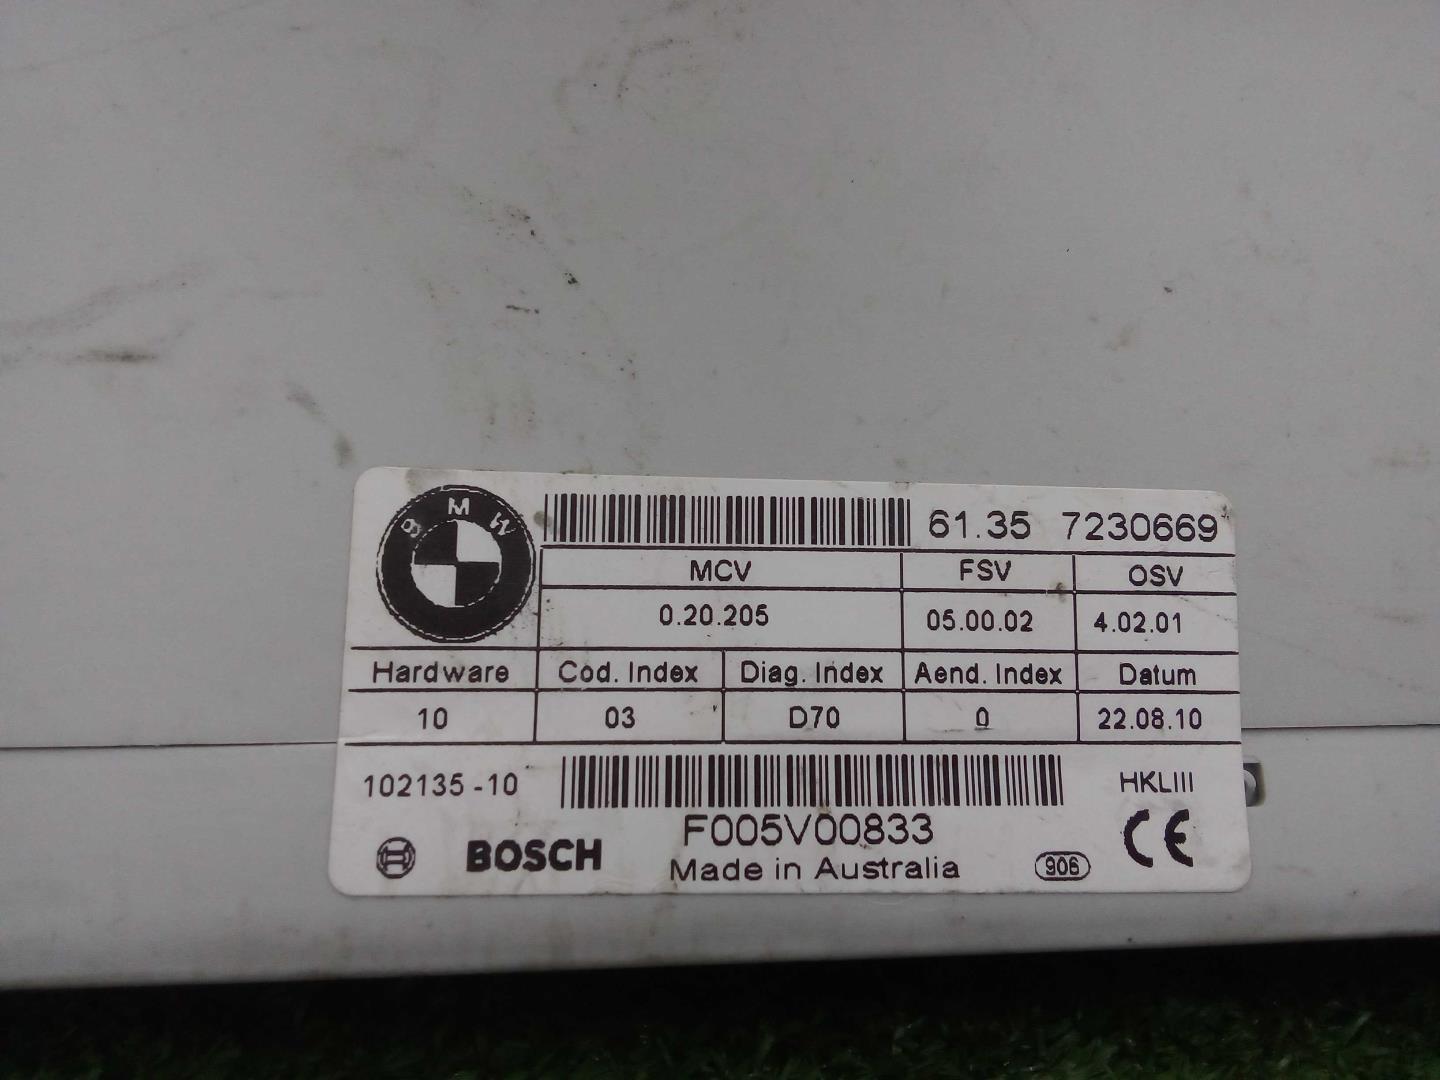 BMW
61.35 7230669
MCV FSV OSV
0.20.205 05.00.02 4.02.01
Hardware Cod. Index Diag. Index Aend. Index Datum
10 03 D70 0 22.08.10
102135-10 HKLIII
F005V00833
BOSCH Made in Australia 906 CE